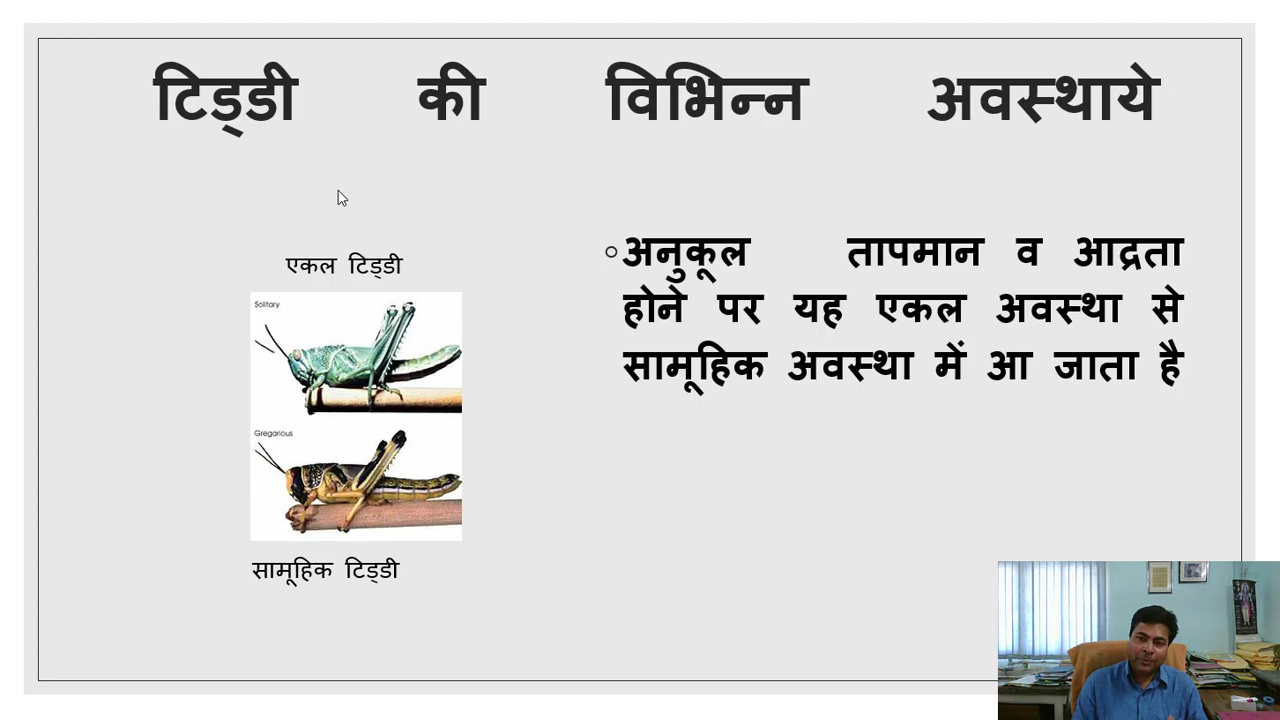 टिड्डी की विभिन्न अवस्थाये
एकल टिड्डी
Solitary
Gregarious
सामूहिक टिड्डी
अनुकूल तापमान व आद्रता
होने पर यह एकल अवस्था से
सामूहिक अवस्था में आ जाता है